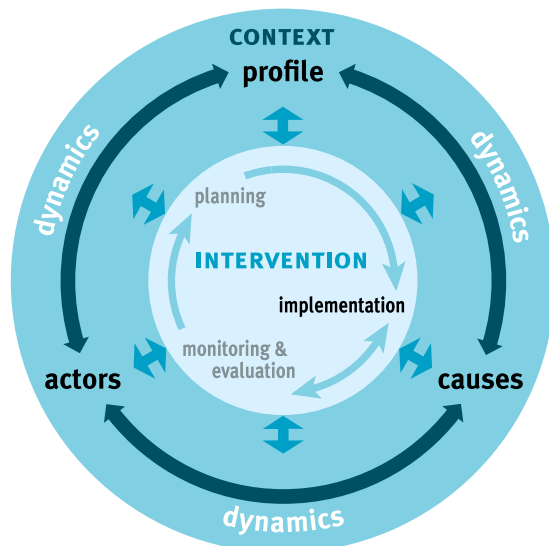 CONTEXT
profile
dynamics
dynamics
planning
INTERVENTION
implementation
monitoring &
evaluation
actors
causes
dynamics